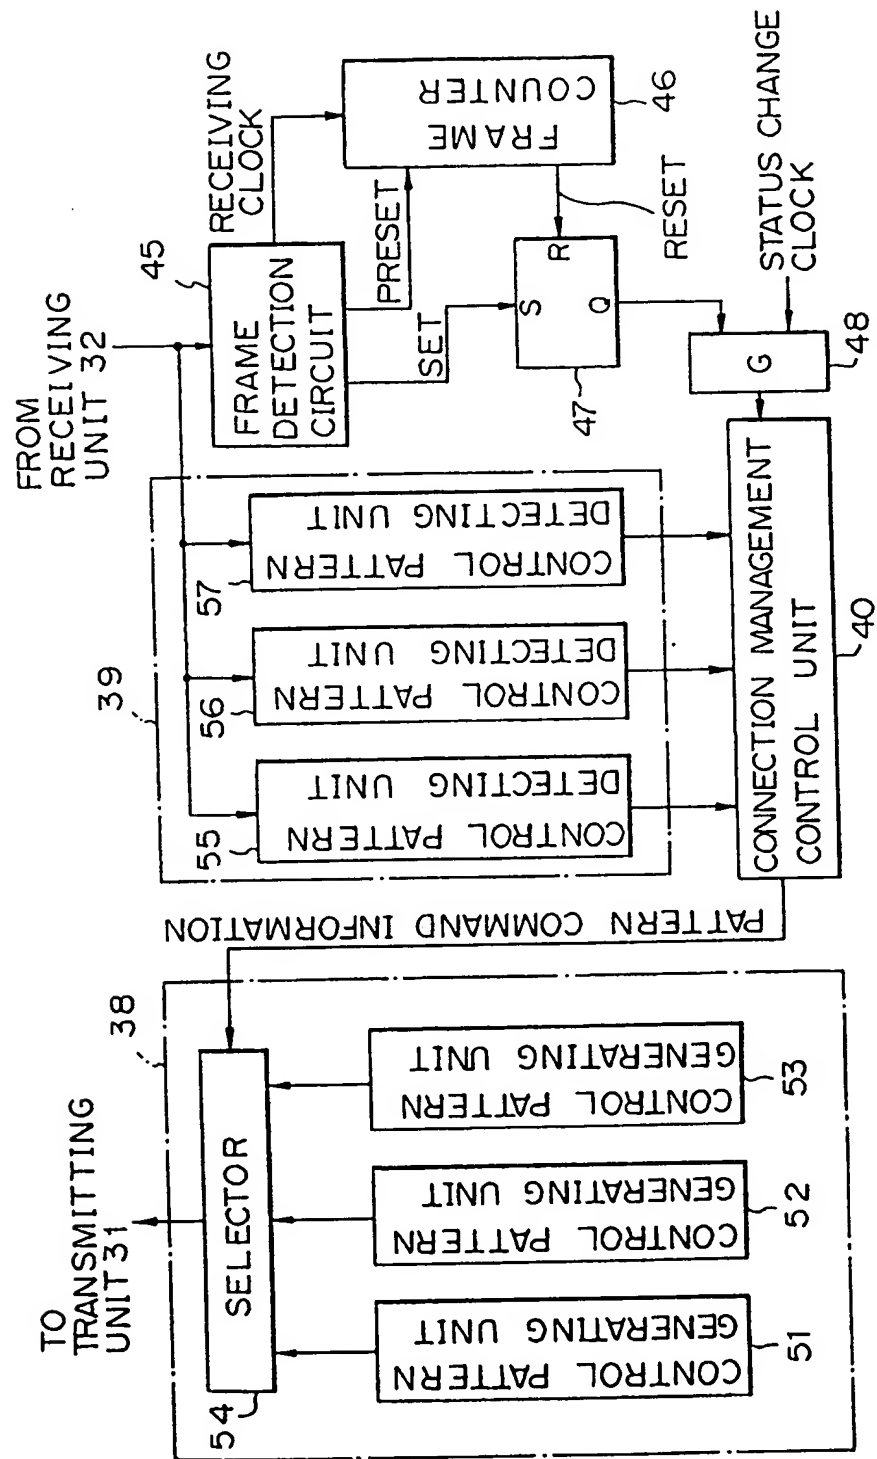 TO
TRANSMITTING
UNIT 31
38
SELECTOR
54
CONTROL PATTERN
GENERATING UNIT
51
CONTROL PATTERN
GENERATING UNIT
52
CONTROL PATTERN
GENERATING UNIT
53
PATTERN COMMAND INFORMATION
39
55
CONTROL PATTERN
DETECTING UNIT
56
CONTROL PATTERN
DETECTING UNIT
57
CONTROL PATTERN
DETECTING UNIT
CONNECTION MANAGEMENT
CONTROL UNIT
40
FROM
RECEIVING
UNIT 32
45
FRAME
DETECTION
CIRCUIT
RECEIVING
CLOCK
SET
PRESET
FRAME
COUNTER
46
S
R
Q
47
RESET
G
48
STATUS CHANGE
CLOCK